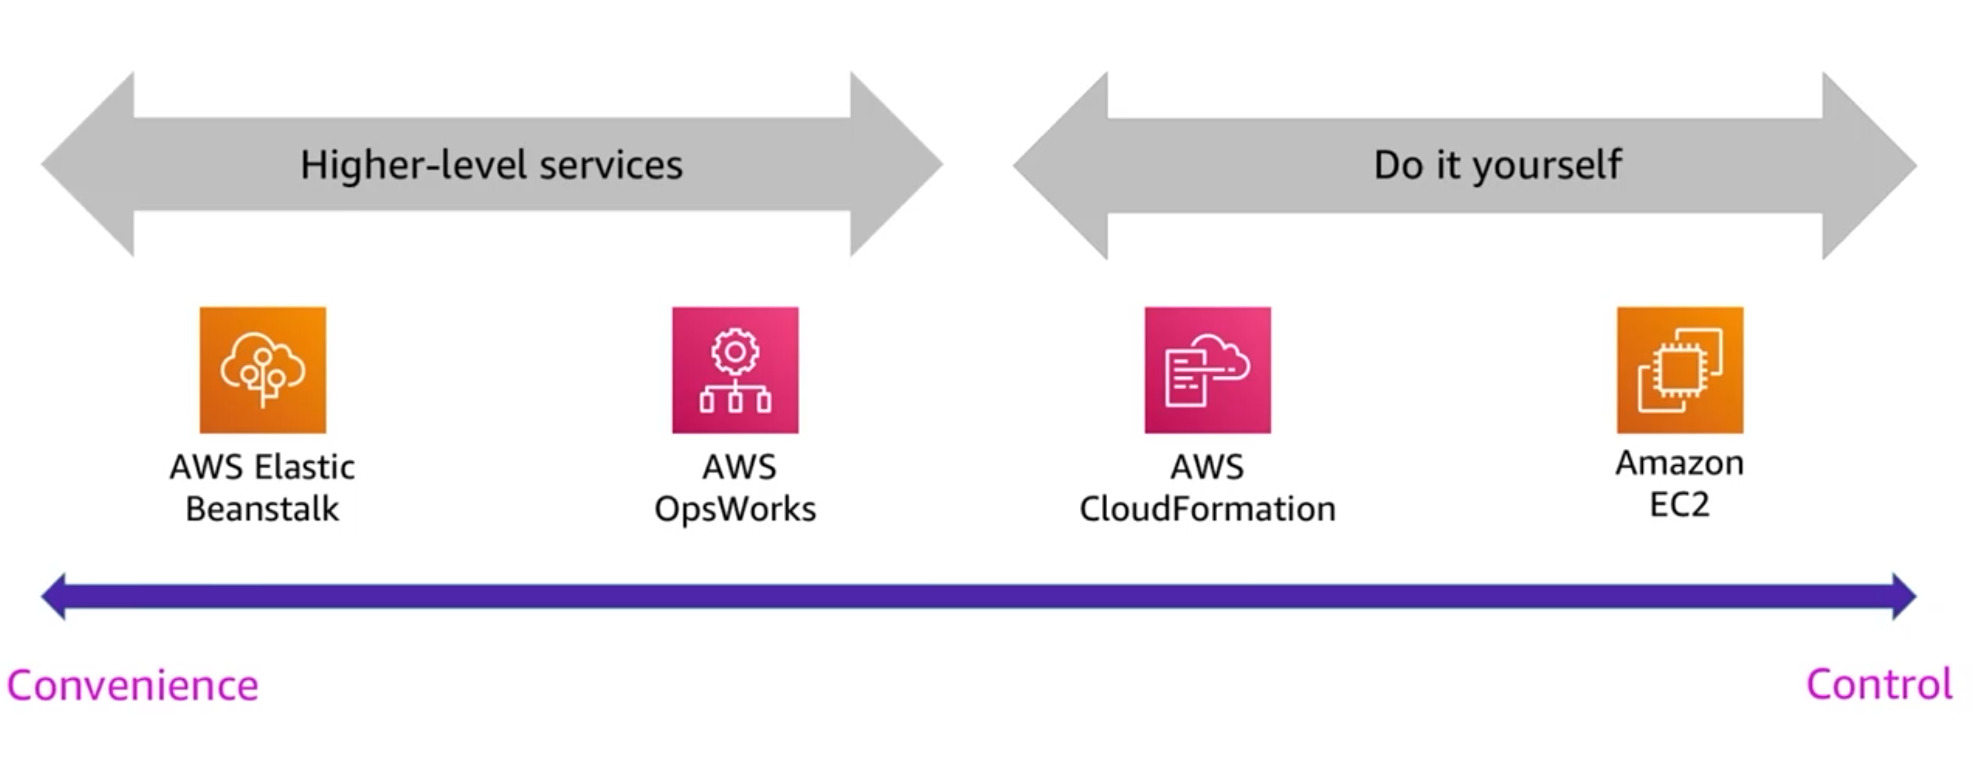 Higher-level services
Do it yourself
AWS Elastic
Beanstalk
AWS
OpsWorks
AWS
CloudFormation
Amazon
EC2
Convenience
Control